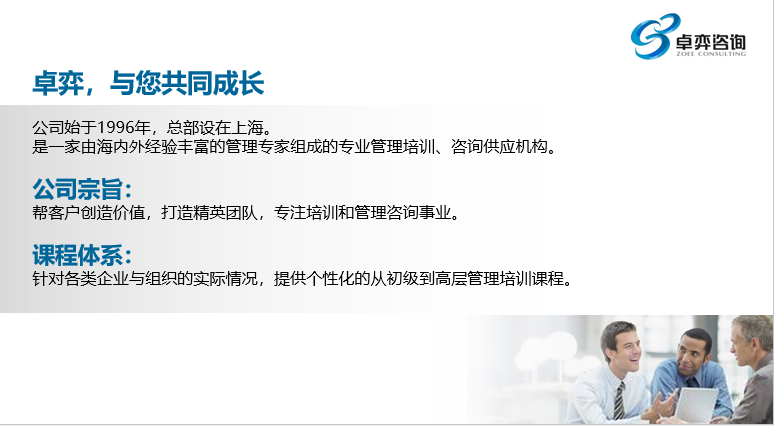 卓弈咨询
ZOEE CONSULTING
卓弈，与您共同成长
公司始于1996年，总部设在上海。
是一家由海内外经验丰富的管理专家组成的专业管理培训、咨询供应机构。
公司宗旨：
帮客户创造价值，打造精英团队，专注培训和管理咨询事业。
课程体系：
针对各类企业与组织的实际情况，提供个性化的从初级到高层管理培训课程。